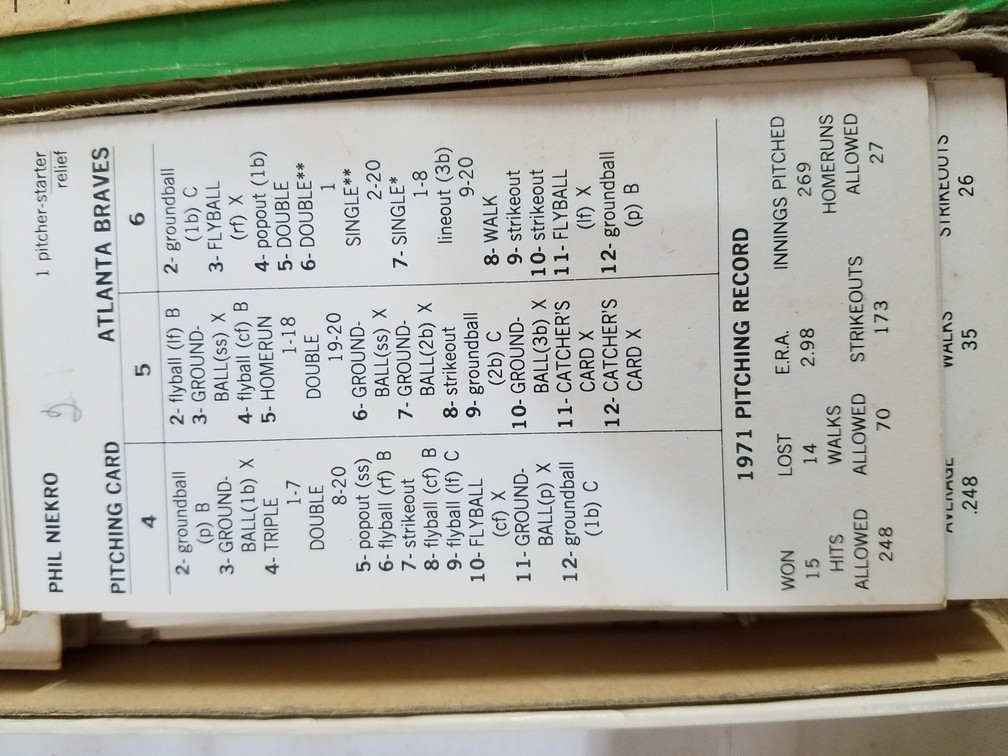 PHIL NIEKRO
2
1 pitcher-starter
relief
PITCHING CARD
ATLANTA BRAVES
4
2- groundball
(p) B
3- GROUND-
BALL(1b) X
4- TRIPLE
1-7
DOUBLE
8-20
5- popout (ss)
6- flyball (rf) B
7- strikeout
8- flyball (cf) B
9- flyball (lf) C
10- FLYBALL
(cf) X
11- GROUND-
BALL(p) X
12- groundball
(1b) C
5
2- flyball (lf) B
3- GROUND-
BALL(ss) X
4- flyball (cf) B
5- HOMERUN
1-18
DOUBLE
19-20
6- GROUND-
BALL(ss) X
7- GROUND-
BALL(2b) X
8- strikeout
9- groundball
(2b) C
10- GROUND-
BALL(3b) X
11- CATCHER'S
CARD X
12- CATCHER'S
CARD X
6
2- groundball
(1b) C
3- FLYBALL
(rf) X
4- popout (1b)
5- DOUBLE
6- DOUBLE**
1
SINGLE**
2-20
7- SINGLE*
1-8
lineout (3b)
9-20
8- WALK
9- strikeout
10- strikeout
11- FLYBALL
(lf) X
12- groundball
(p) B
1971 PITCHING RECORD
WON LOST E.R.A. INNINGS PITCHED
15 14 2.98 269
HITS WALKS HOMERUNS
ALLOWED ALLOWED STRIKEOUTS ALLOWED
248 70 173 27
AVERAGE WALKS STRIKEOUTS
.248 35 26